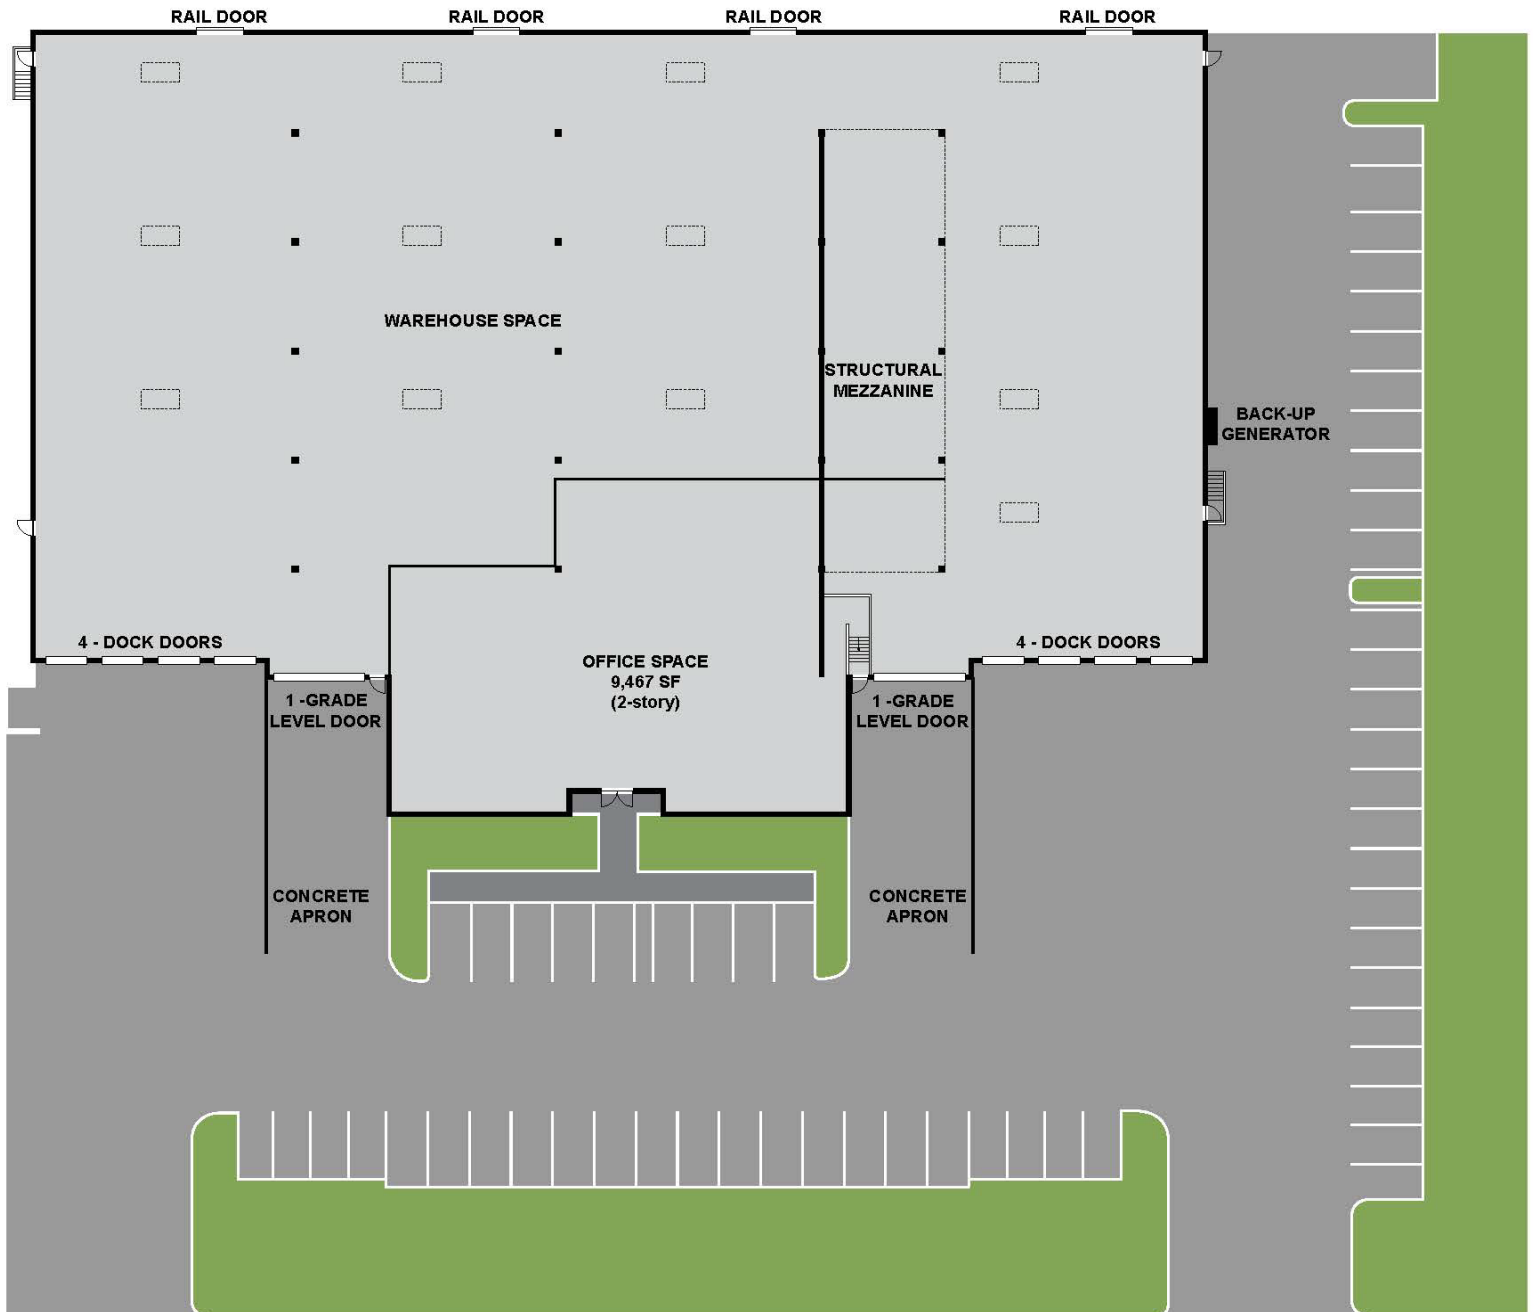 RAIL DOOR
RAIL DOOR
RAIL DOOR
RAIL DOOR
WAREHOUSE SPACE
STRUCTURAL
MEZZANINE
BACK-UP
GENERATOR
4 - DOCK DOORS
4 - DOCK DOORS
OFFICE SPACE
9,467 SF
(2-story)
1 -GRADE
LEVEL DOOR
1 -GRADE
LEVEL DOOR
CONCRETE
APRON
CONCRETE
APRON